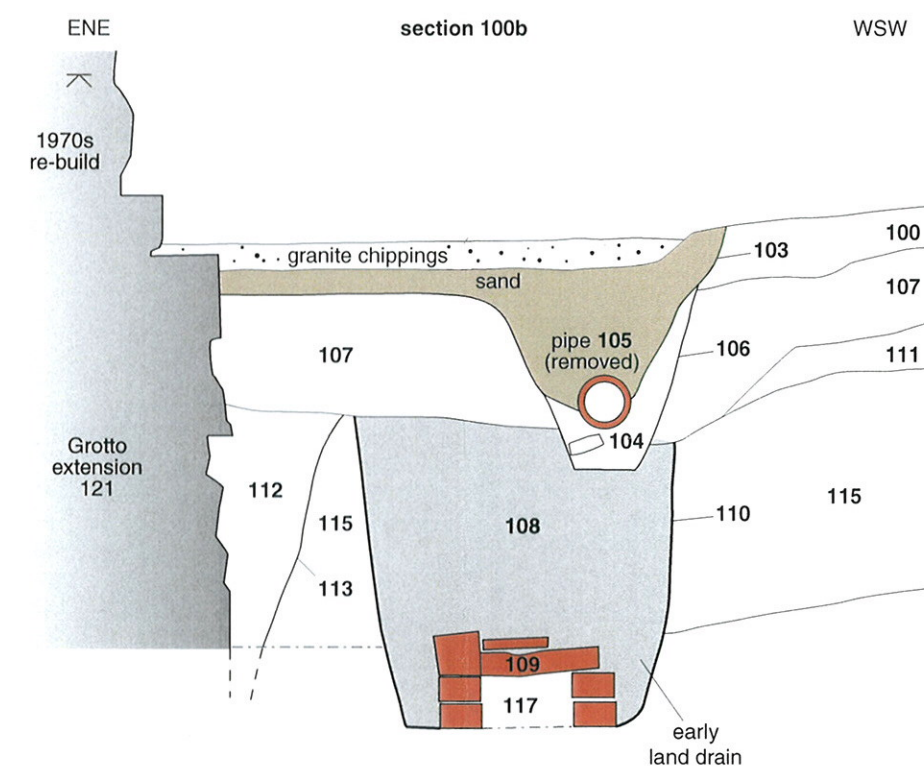 ENE
section 100b
WSW
1970s
re-build
granite chippings
sand
103
100
107
107
pipe 105
(removed)
106
111
104
Grotto
extension
121
112
115
108
110
115
113
109
117
early
land drain